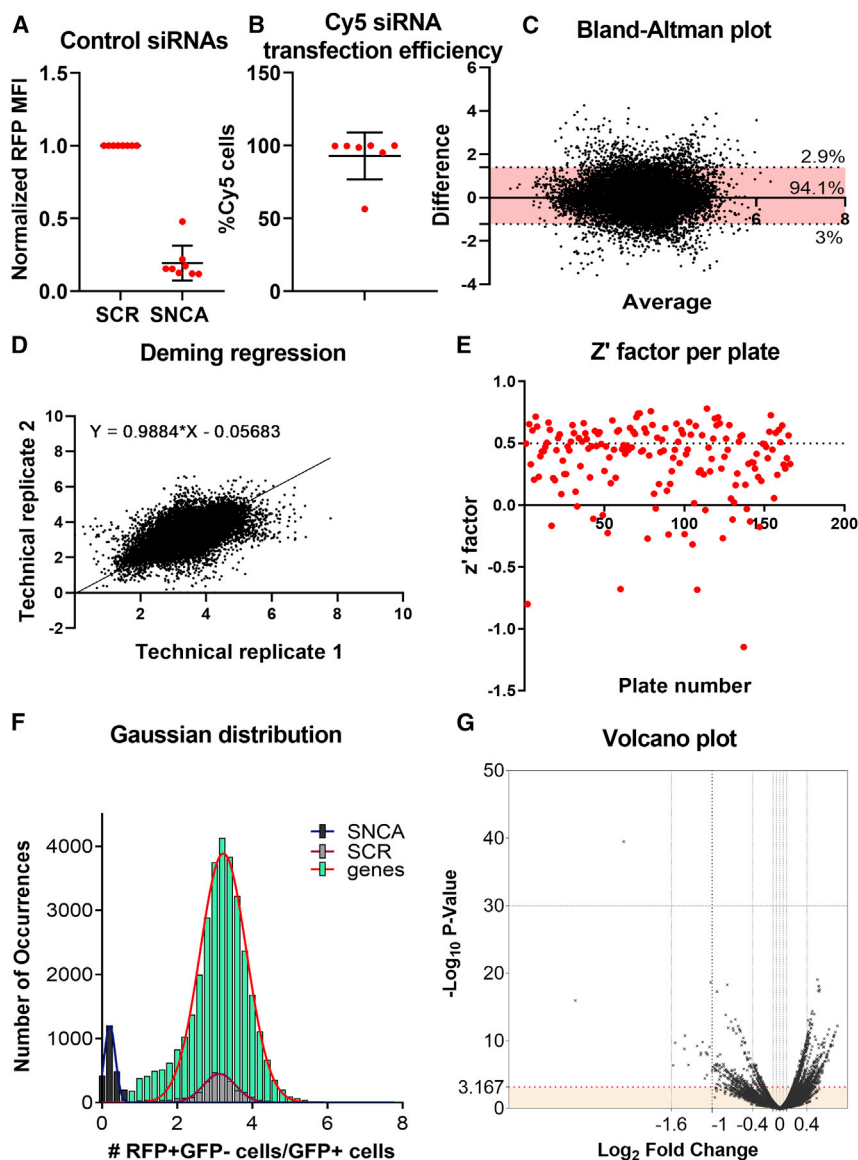 A
Control siRNAs
Normalized RFP MFI
1.5
1.0
0.5
0.0
SCR SNCA
B
Cy5 siRNA
transfection efficiency
%Cy5 cells
150
100
50
0
C
Bland-Altman plot
Difference
6
4
2
0
-2
-4
2.9%
94.1%
6 8
3%
Average
D
Deming regression
Technical replicate 2
Y = 0.9884*X - 0.05683
10
8
6
4
2
0
-2
2 4 6 8 10
Technical replicate 1
E
Z' factor per plate
z' factor
1.0
0.5
0.0
-0.5
-1.0
-1.5
50 100 150 200
Plate number
F
Gaussian distribution
Number of Occurrences
4000
3000
2000
1000
0
SNCA
SCR
genes
0 2 4 6 8
# RFP+GFP- cells/GFP+ cells
G
Volcano plot
-Log10 P-Value
50
40
30
20
10
3.167
0
-1.6 -1 -0.4 -0.1 0 0.4
Log2 Fold Change